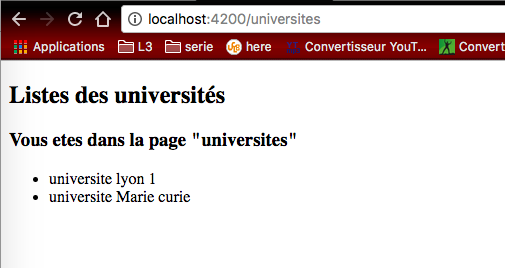 localhost:4200/universites
Applications L3 serie here Convertisseur YouT... Convert
Listes des universités
Vous etes dans la page "universites"
universite lyon 1
universite Marie curie